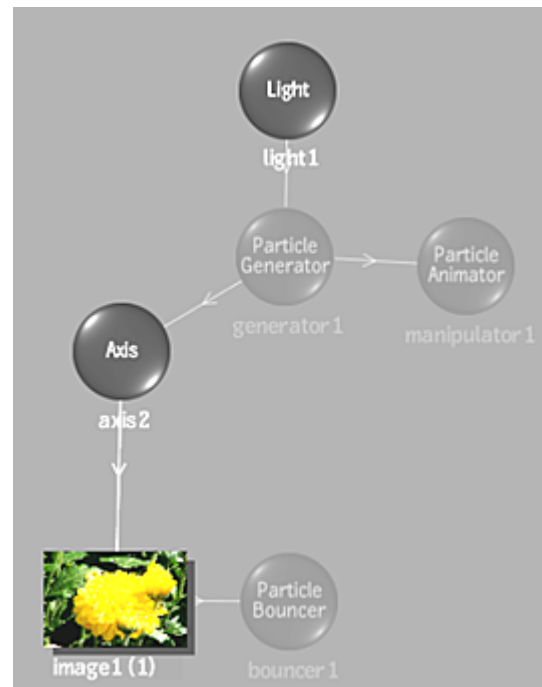 Light
light1
Particle
Generator
generator1
Particle
Animator
manipulator1
Axis
axis2
image1 (1)
Particle
Bouncer
bouncer1